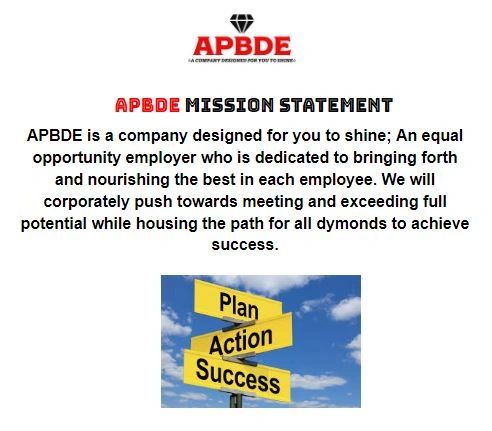 APBDE
•A COMPANY DESIGNED FOR YOU TO SHINE•
APBDE MISSION STATEMENT
APBDE is a company designed for you to shine; An equal
opportunity employer who is dedicated to bringing forth
and nourishing the best in each employee. We will
corporately push towards meeting and exceeding full
potential while housing the path for all dymonds to achieve
success.
Plan
Action
Success